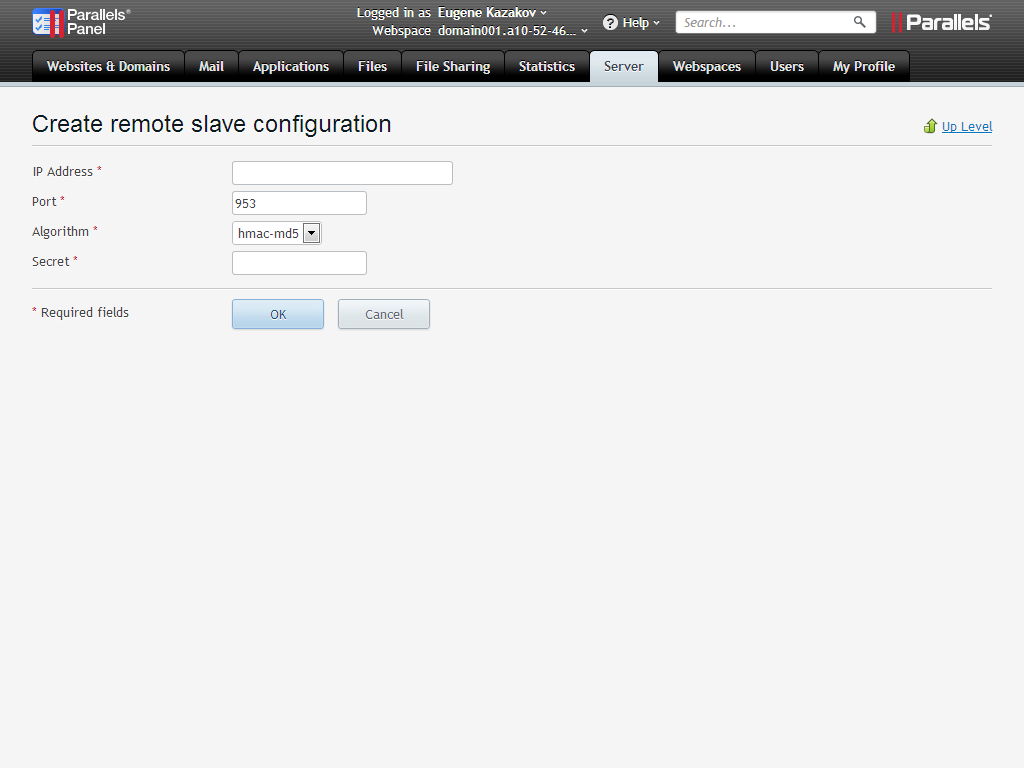 Parallels® Panel
Logged in as Eugene Kazakov
Webspace domain001.a10-52-46...
Help
Search...
Parallels®
Websites & Domains Mail Applications Files File Sharing Statistics Server Webspaces Users My Profile
Create remote slave configuration
Up Level
IP Address *
Port * 953
Algorithm * hmac-md5
Secret *
* Required fields OK Cancel